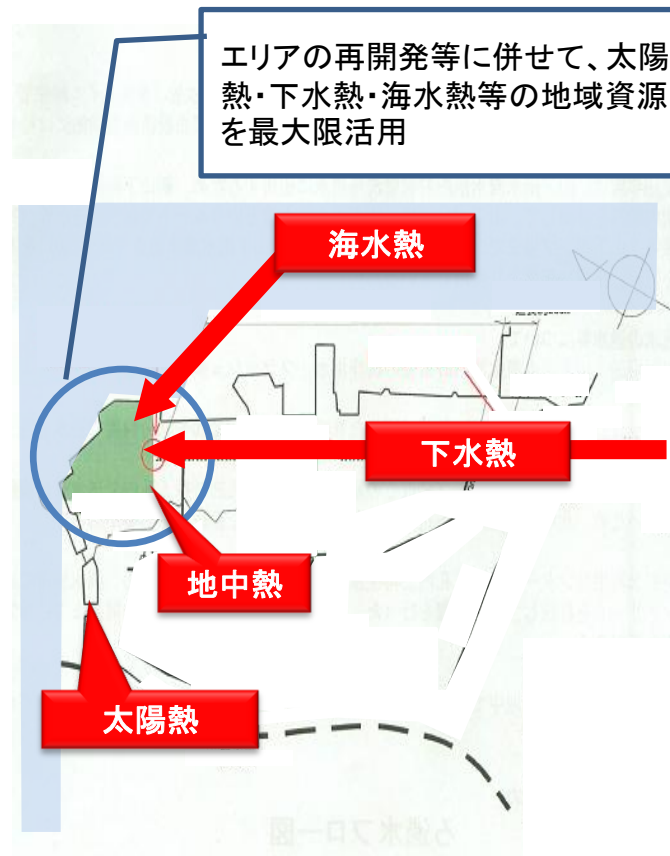 エリアの再開発等に併せて、太陽
熱・下水熱・海水熱等の地域資源
を最大限活用
海水熱
下水熱
地中熱
太陽熱